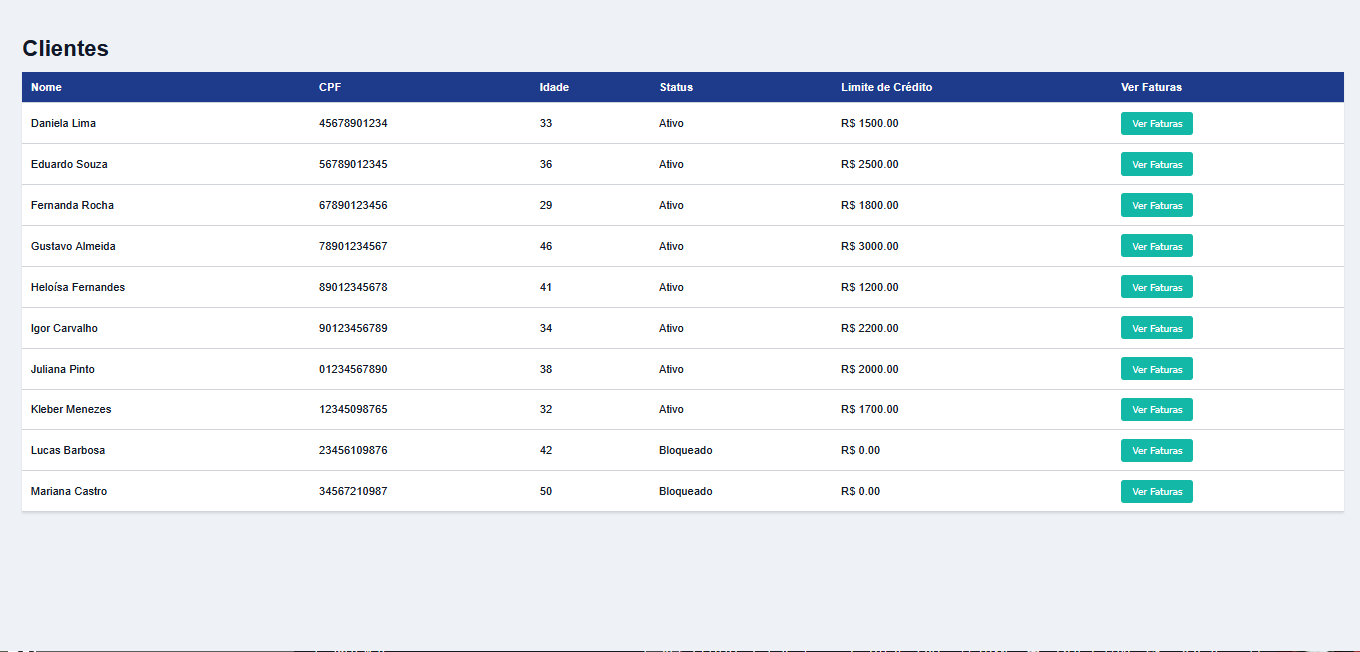 Clientes
Nome CPF Idade Status Limite de Crédito Ver Faturas
Daniela Lima 45678901234 33 Ativo R$ 1500.00 Ver Faturas
Eduardo Souza 56789012345 36 Ativo R$ 2500.00 Ver Faturas
Fernanda Rocha 67890123456 29 Ativo R$ 1800.00 Ver Faturas
Gustavo Almeida 78901234567 46 Ativo R$ 3000.00 Ver Faturas
Heloísa Fernandes 89012345678 41 Ativo R$ 1200.00 Ver Faturas
Igor Carvalho 90123456789 34 Ativo R$ 2200.00 Ver Faturas
Juliana Pinto 01234567890 38 Ativo R$ 2000.00 Ver Faturas
Kleber Menezes 12345098765 32 Ativo R$ 1700.00 Ver Faturas
Lucas Barbosa 23456109876 42 Bloqueado R$ 0.00 Ver Faturas
Mariana Castro 34567210987 50 Bloqueado R$ 0.00 Ver Faturas